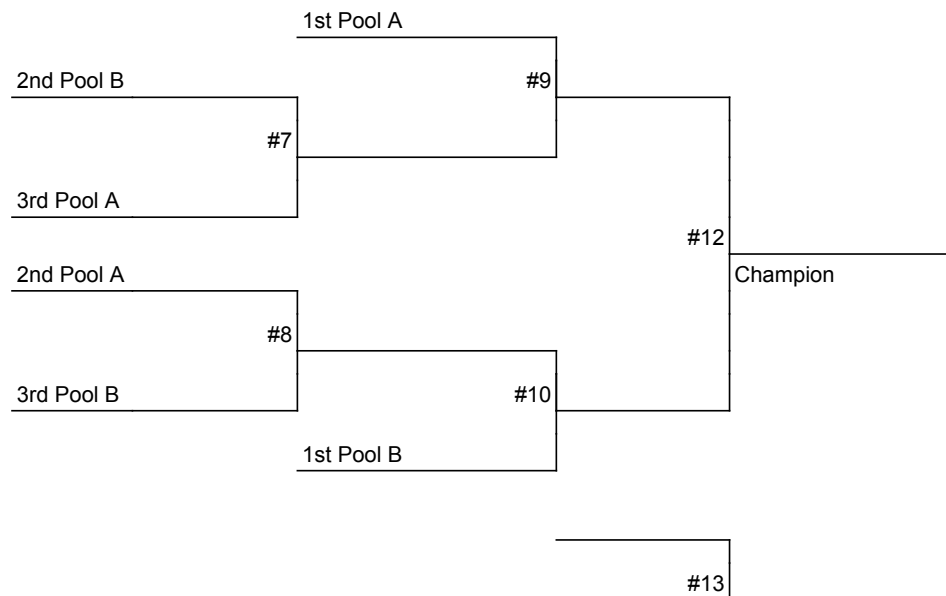 1st Pool A
2nd Pool B
#9
#7
3rd Pool A
#12
2nd Pool A
Champion
#8
3rd Pool B
#10
1st Pool B
#13